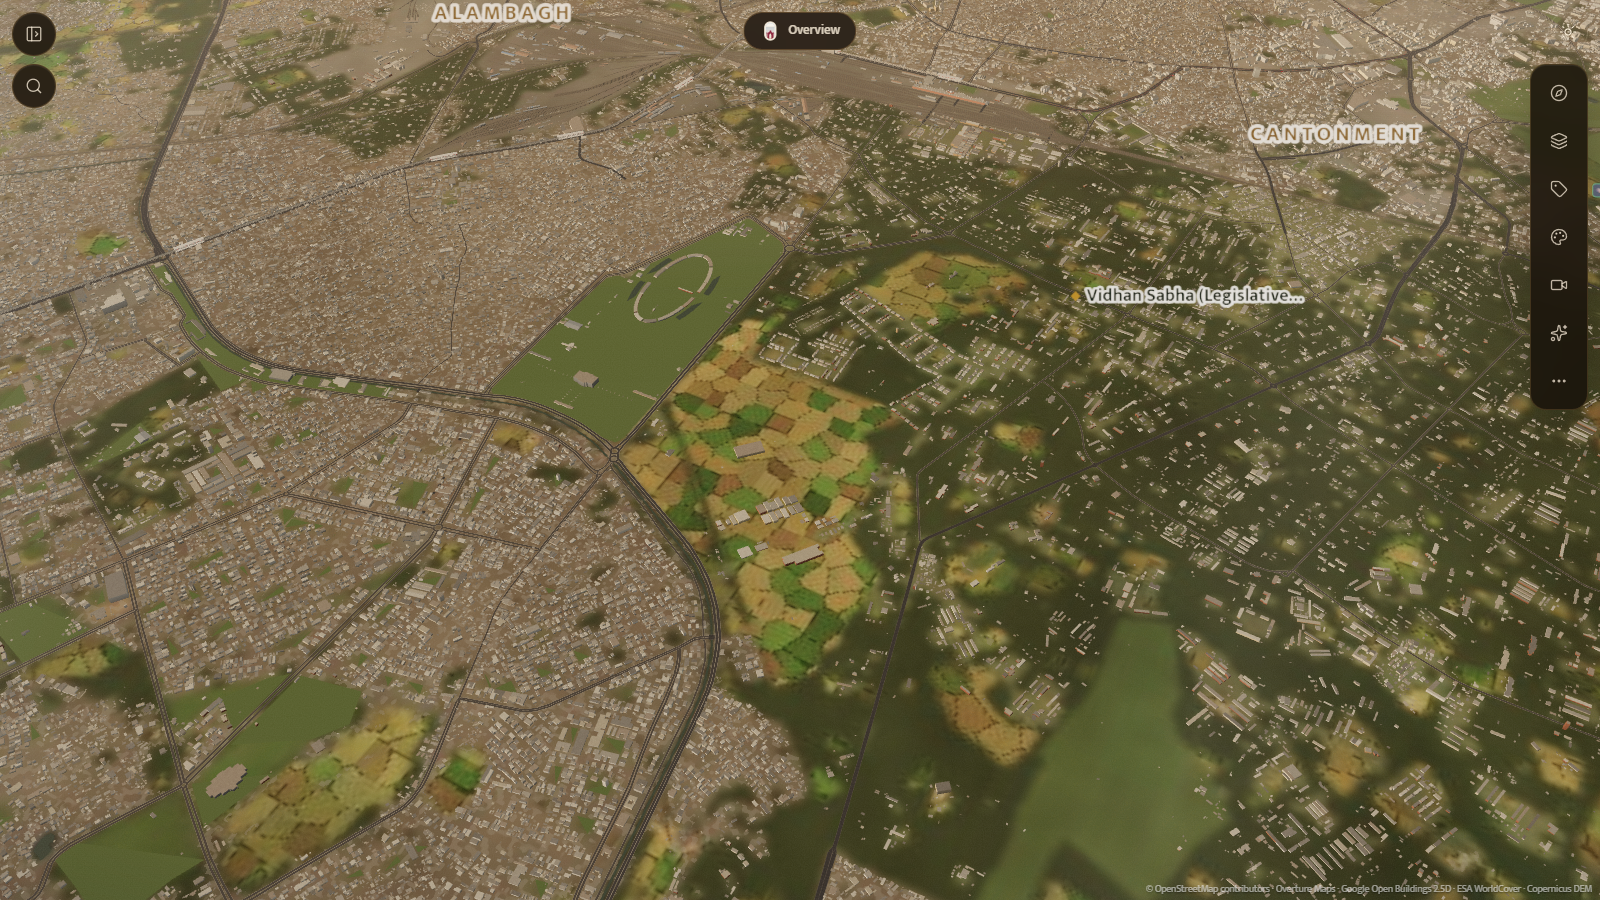 ALAMBAGH
Overview
CANTONMENT
Vidhan Sabha (Legislative...
© OpenStreetMap contributors · Overture Maps · Google Open Buildings 2.5D · ESA WorldCover · Copernicus DEM